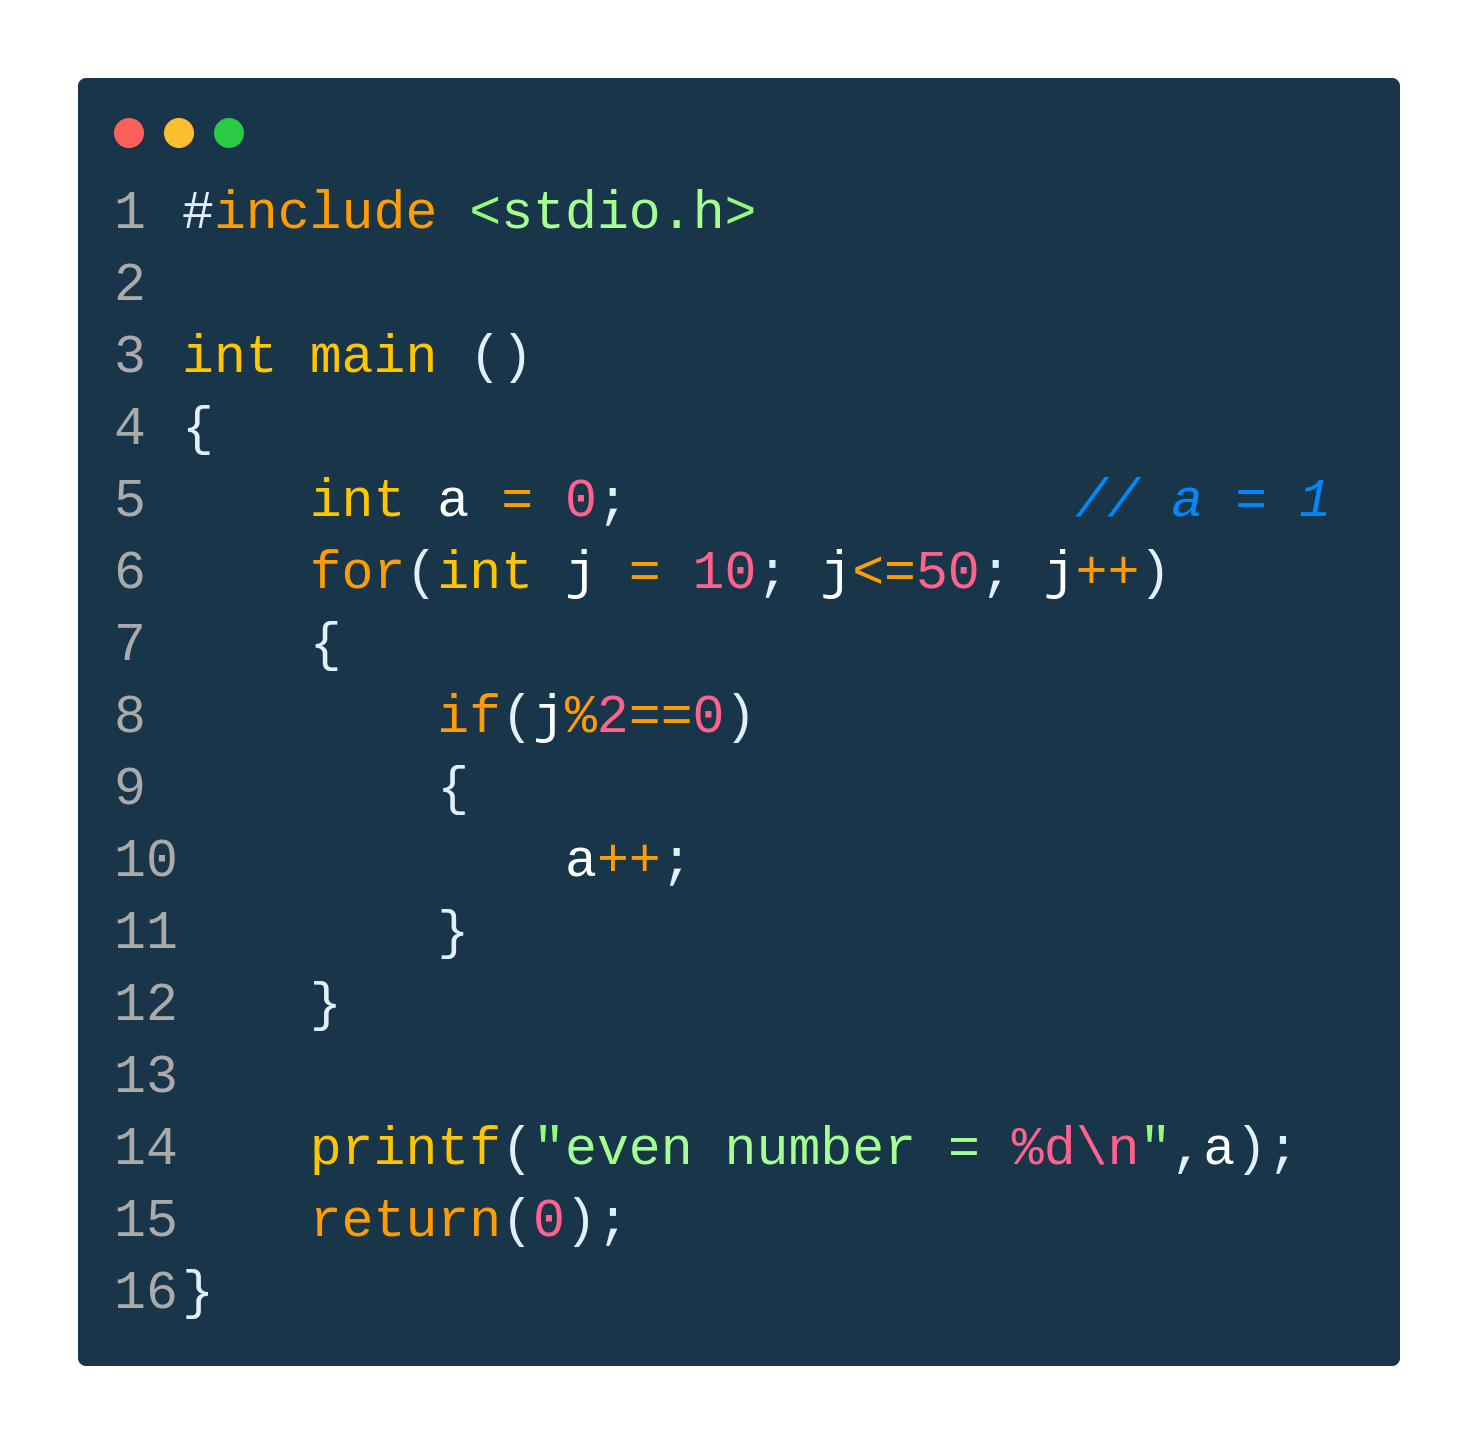 1 #include <stdio.h>
2
3 int main ()
4 {
5     int a = 0;              // a = 1
6     for(int j = 10; j<=50; j++)
7     {
8         if(j%2==0)
9         {
10            a++;
11        }
12    }
13
14    printf("even number = %d\n",a);
15    return(0);
16}